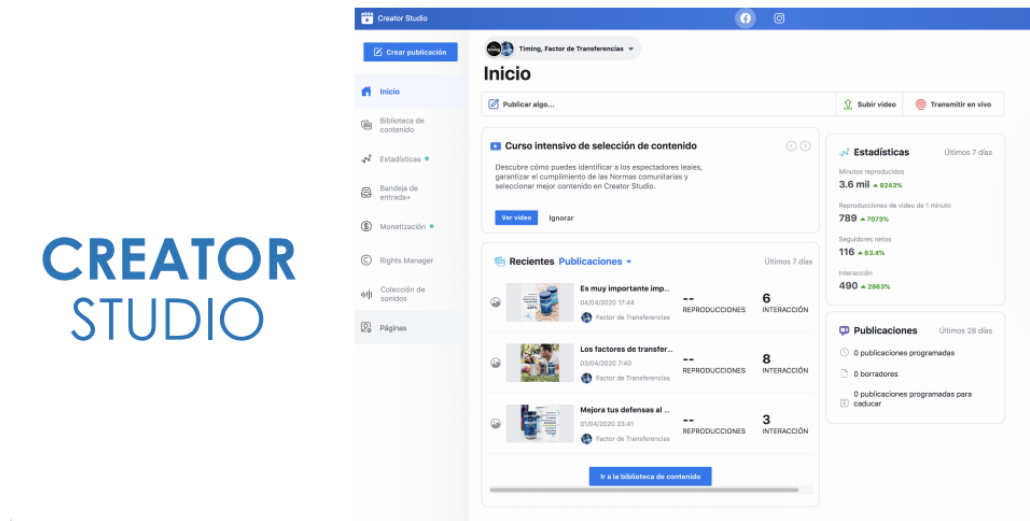 CREATOR
STUDIO
Creator Studio
Crear publicación
Inicio
Biblioteca de
contenido
Estadísticas
Bandeja de
entrada+
Monetización
Rights Manager
Colección de
sonidos
Páginas
Timing, Factor de Transferencias
Inicio
Publicar algo...
Subir video
Transmitir en vivo
Curso intensivo de selección de contenido
Descubre cómo puedes identificar a los espectadores leales,
garantizar el cumplimiento de las Normas comunitarias y
seleccionar mejor contenido en Creator Studio.
Ver video
Ignorar
Recientes Publicaciones
Últimos 7 días
Es muy importante imp...
04/04/2020 17:44
Factor de Transferencias
--
REPRODUCCIONES
6
INTERACCIÓN
Los factores de transfer...
03/04/2020 7:40
Factor de Transferencias
--
REPRODUCCIONES
8
INTERACCIÓN
Mejora tus defensas al ...
01/04/2020 23:41
Factor de Transferencias
--
REPRODUCCIONES
3
INTERACCIÓN
Ir a la biblioteca de contenido
Estadísticas
Últimos 7 días
Minutos reproducidos
3.6 mil 9243%
Reproducciones de video de 1 minuto
789 7073%
Seguidores netos
116 63.4%
Interacción
490 2963%
Publicaciones
Últimos 28 días
0 publicaciones programadas
0 borradores
0 publicaciones programadas para
caducar